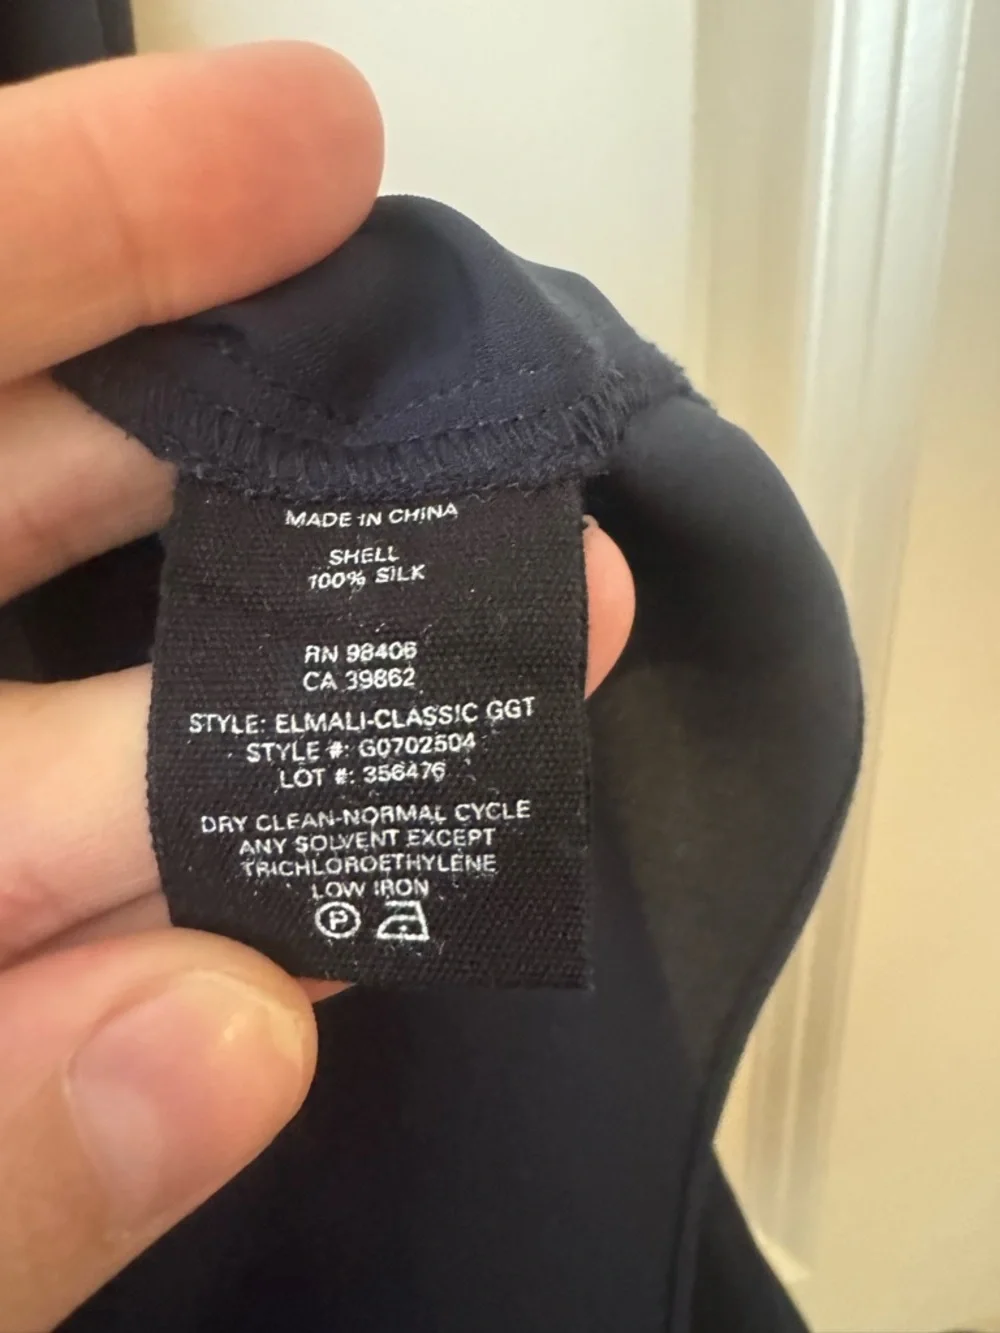 MADE IN CHINA
SHELL
100% SILK
RN 98406
CA 39862
STYLE: ELMALI-CLASSIC GGT
STYLE #: G0702504
LOT #: 356476
DRY CLEAN-NORMAL CYCLE
ANY SOLVENT EXCEPT
TRICHLOROETHYLENE
LOW IRON
P